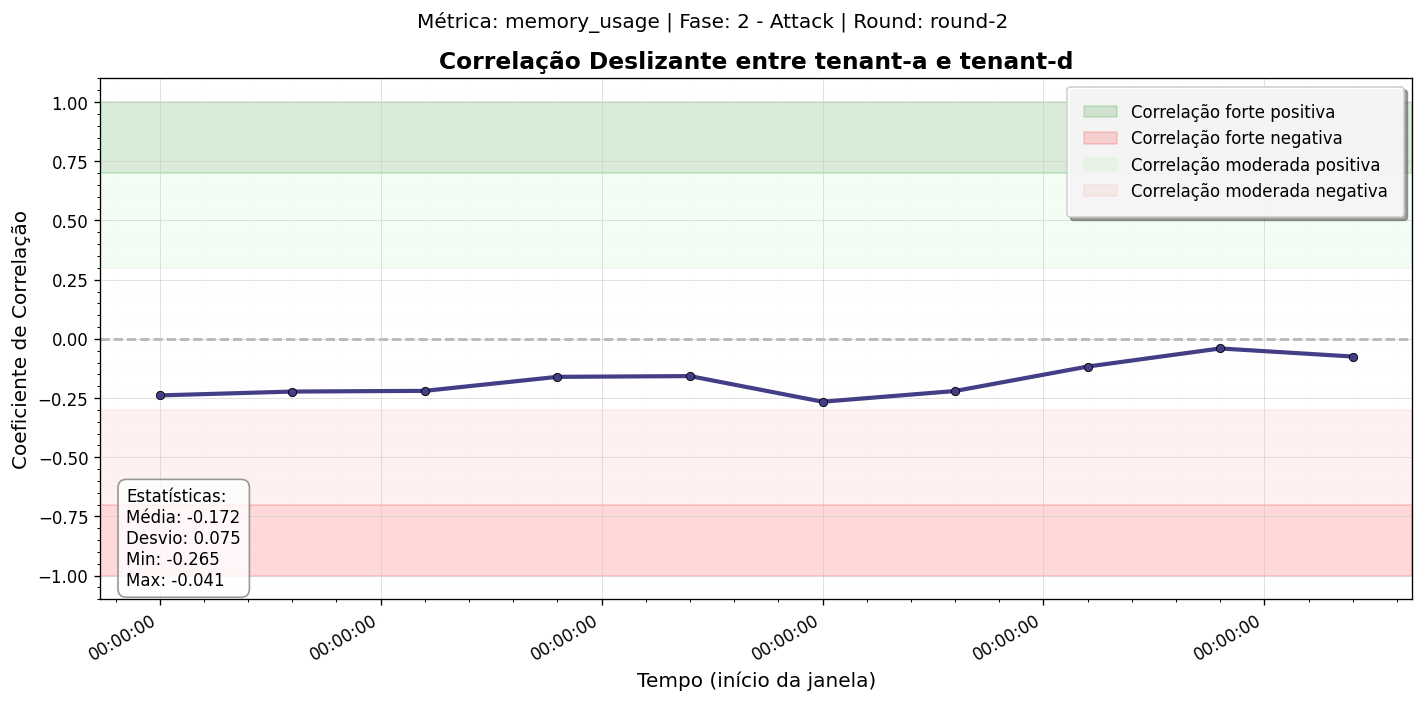 Métrica: memory_usage | Fase: 2 - Attack | Round: round-2
Correlação Deslizante entre tenant-a e tenant-d
Coeficiente de Correlação
1.00
0.75
0.50
0.25
0.00
−0.25
−0.50
−0.75
−1.00
Correlação forte positiva
Correlação forte negativa
Correlação moderada positiva
Correlação moderada negativa
Estatísticas:
Média: -0.172
Desvio: 0.075
Min: -0.265
Max: -0.041
00:00:00
00:00:00
00:00:00
00:00:00
00:00:00
00:00:00
Tempo (início da janela)